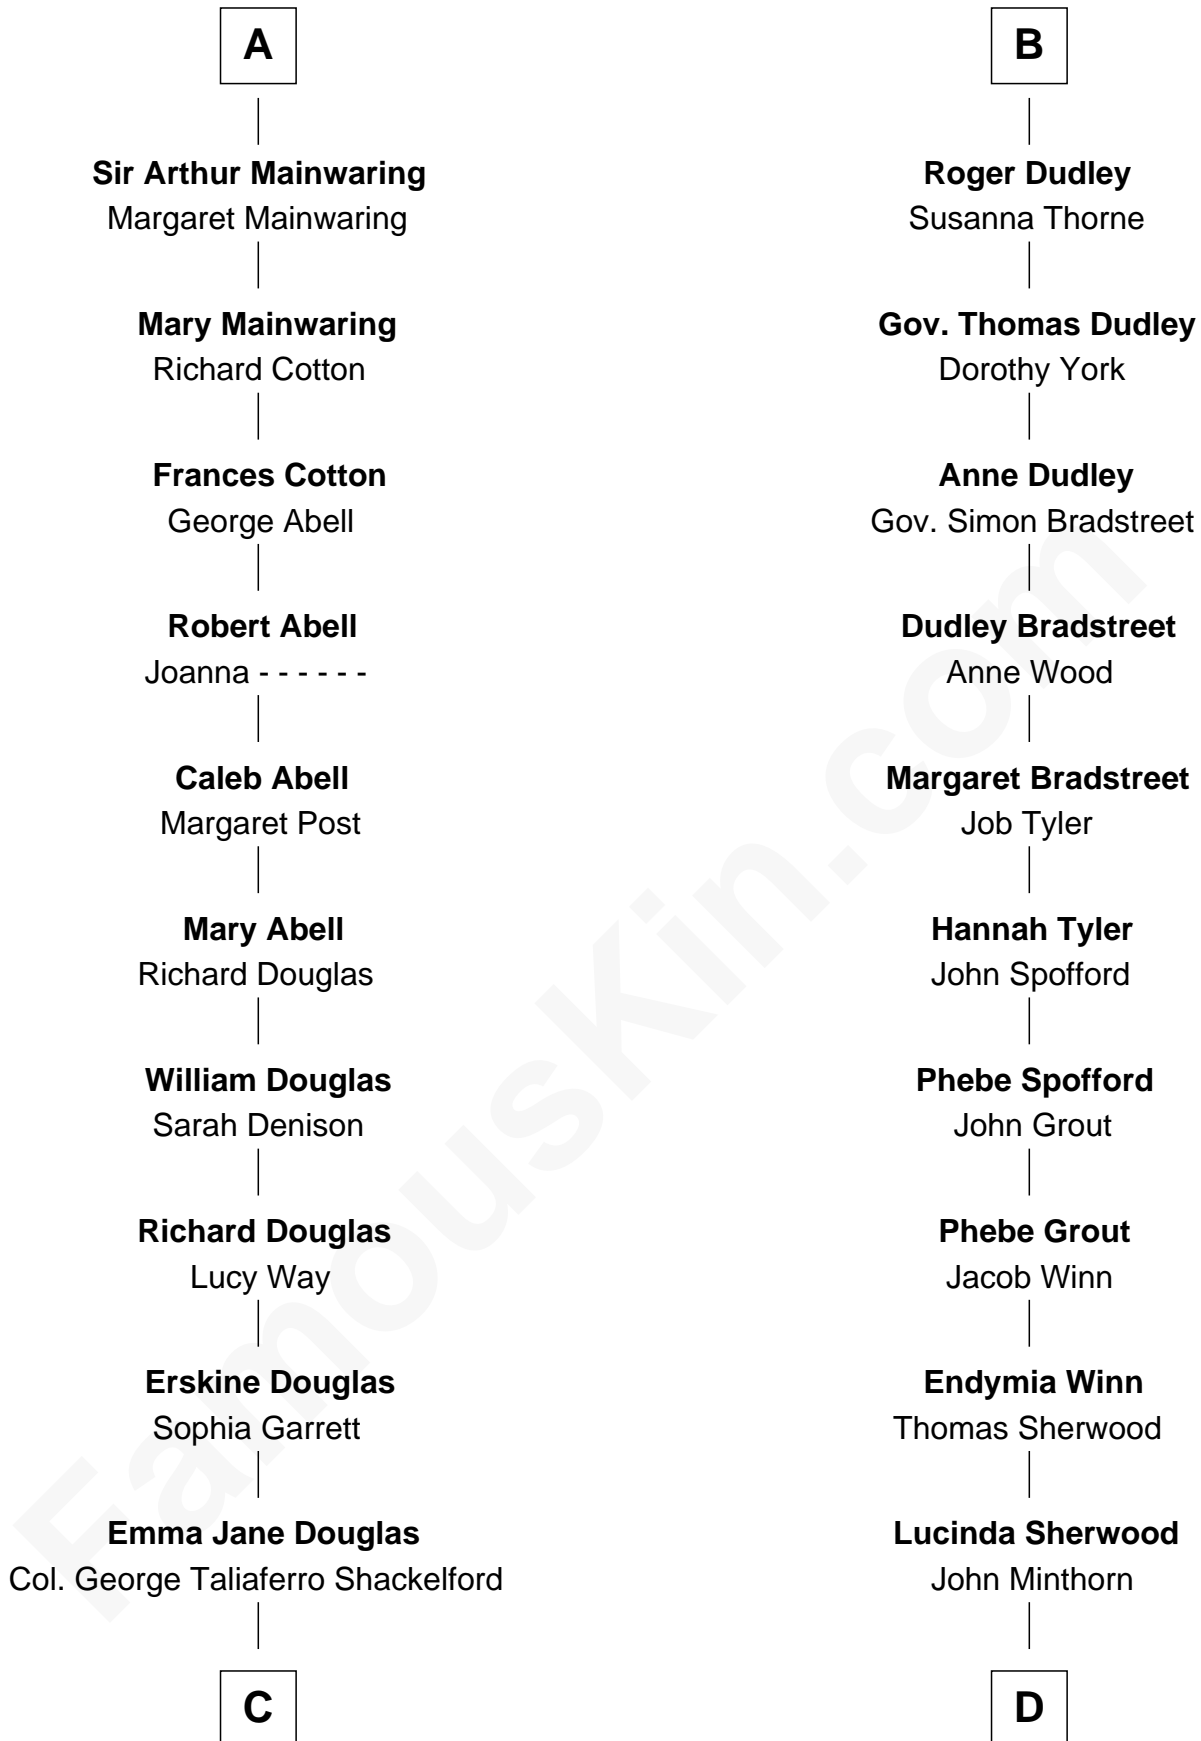 A
Sir Arthur Mainwaring
Margaret Mainwaring
Mary Mainwaring
Richard Cotton
Frances Cotton
George Abell
Robert Abell
Joanna - - - - - -
Caleb Abell
Margaret Post
Mary Abell
Richard Douglas
William Douglas
Sarah Denison
Richard Douglas
Lucy Way
Erskine Douglas
Sophia Garrett
Emma Jane Douglas
Col. George Taliaferro Shackelford
C
B
Roger Dudley
Susanna Thorne
Gov. Thomas Dudley
Dorothy York
Anne Dudley
Gov. Simon Bradstreet
Dudley Bradstreet
Anne Wood
Margaret Bradstreet
Job Tyler
Hannah Tyler
John Spofford
Phebe Spofford
John Grout
Phebe Grout
Jacob Winn
Endymia Winn
Thomas Sherwood
Lucinda Sherwood
John Minthorn
D
FamousKin.com